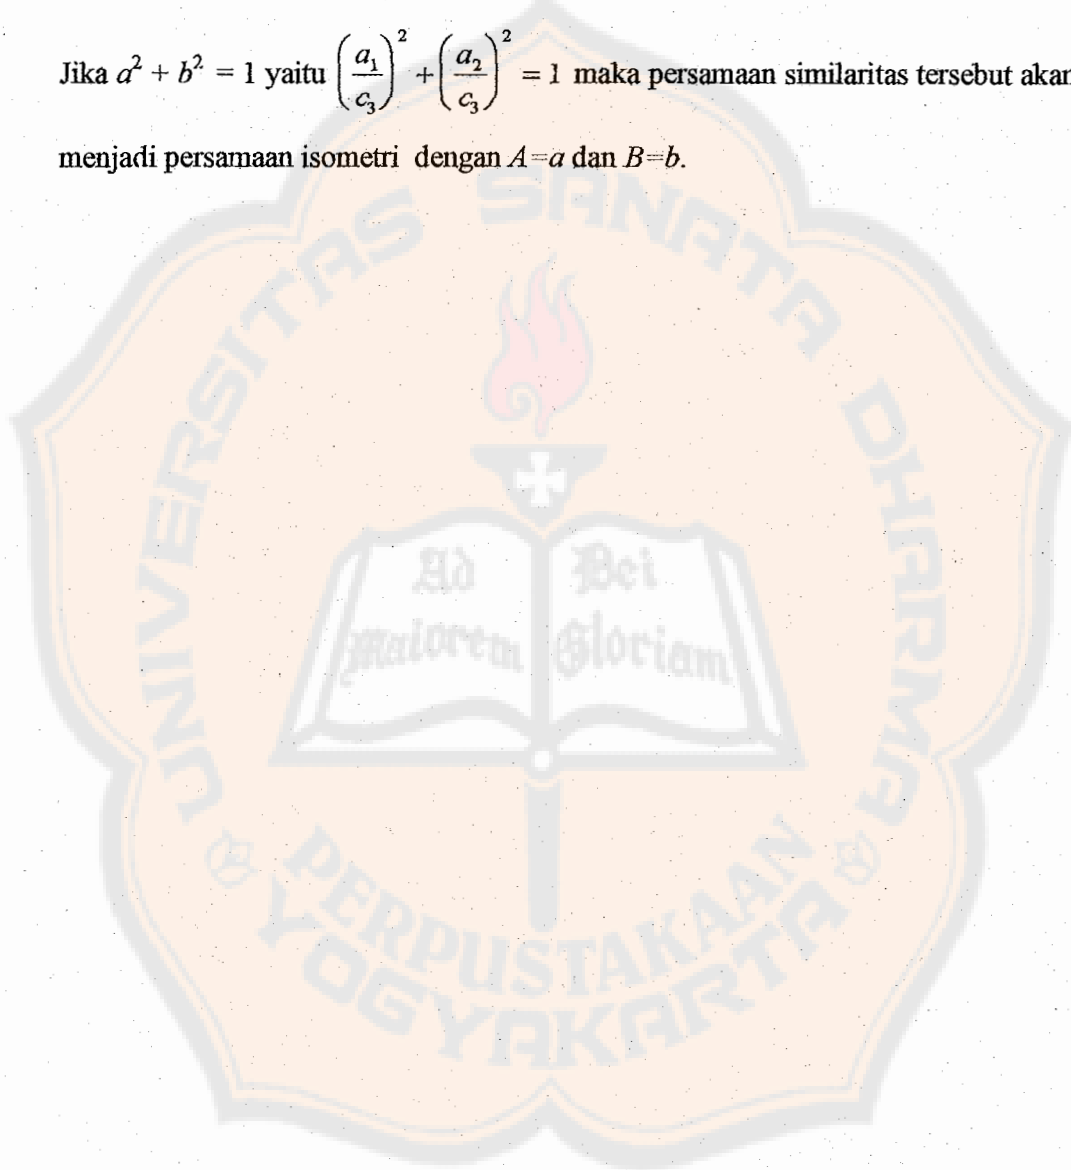 Jika a² + b² = 1 yaitu (a₁/c₃)² + (a₂/c₃)² = 1 maka persamaan similaritas tersebut akan
menjadi persamaan isometri dengan A=a dan B=b.
UNIVERSITAS SANATA DHARMA
Ad Dei
Maiorem Gloriam
PERPUSTAKAAN
YOGYAKARTA